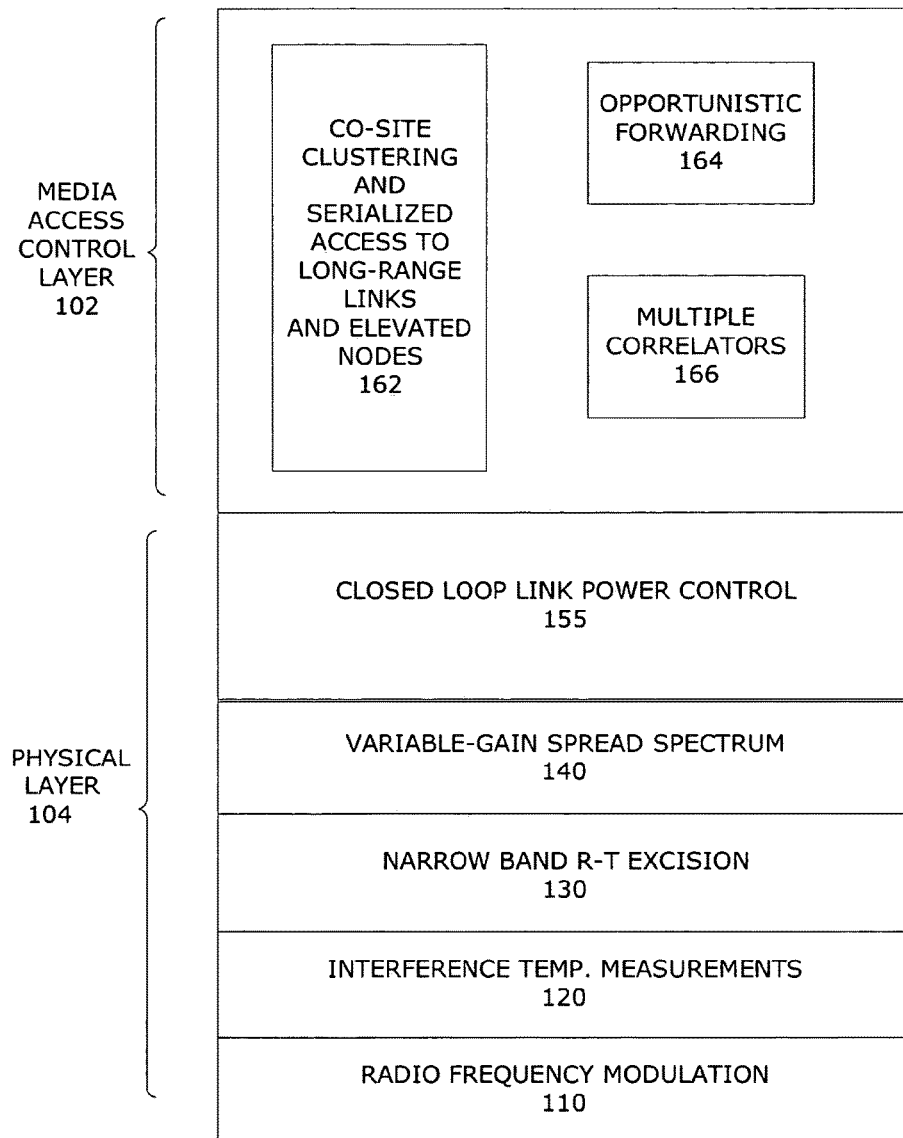 MEDIA
ACCESS
CONTROL
LAYER
102
CO-SITE
CLUSTERING
AND
SERIALIZED
ACCESS TO
LONG-RANGE
LINKS
AND ELEVATED
NODES
162
OPPORTUNISTIC
FORWARDING
164
MULTIPLE
CORRELATORS
166
PHYSICAL
LAYER
104
CLOSED LOOP LINK POWER CONTROL
155
VARIABLE-GAIN SPREAD SPECTRUM
140
NARROW BAND R-T EXCISION
130
INTERFERENCE TEMP. MEASUREMENTS
120
RADIO FREQUENCY MODULATION
110